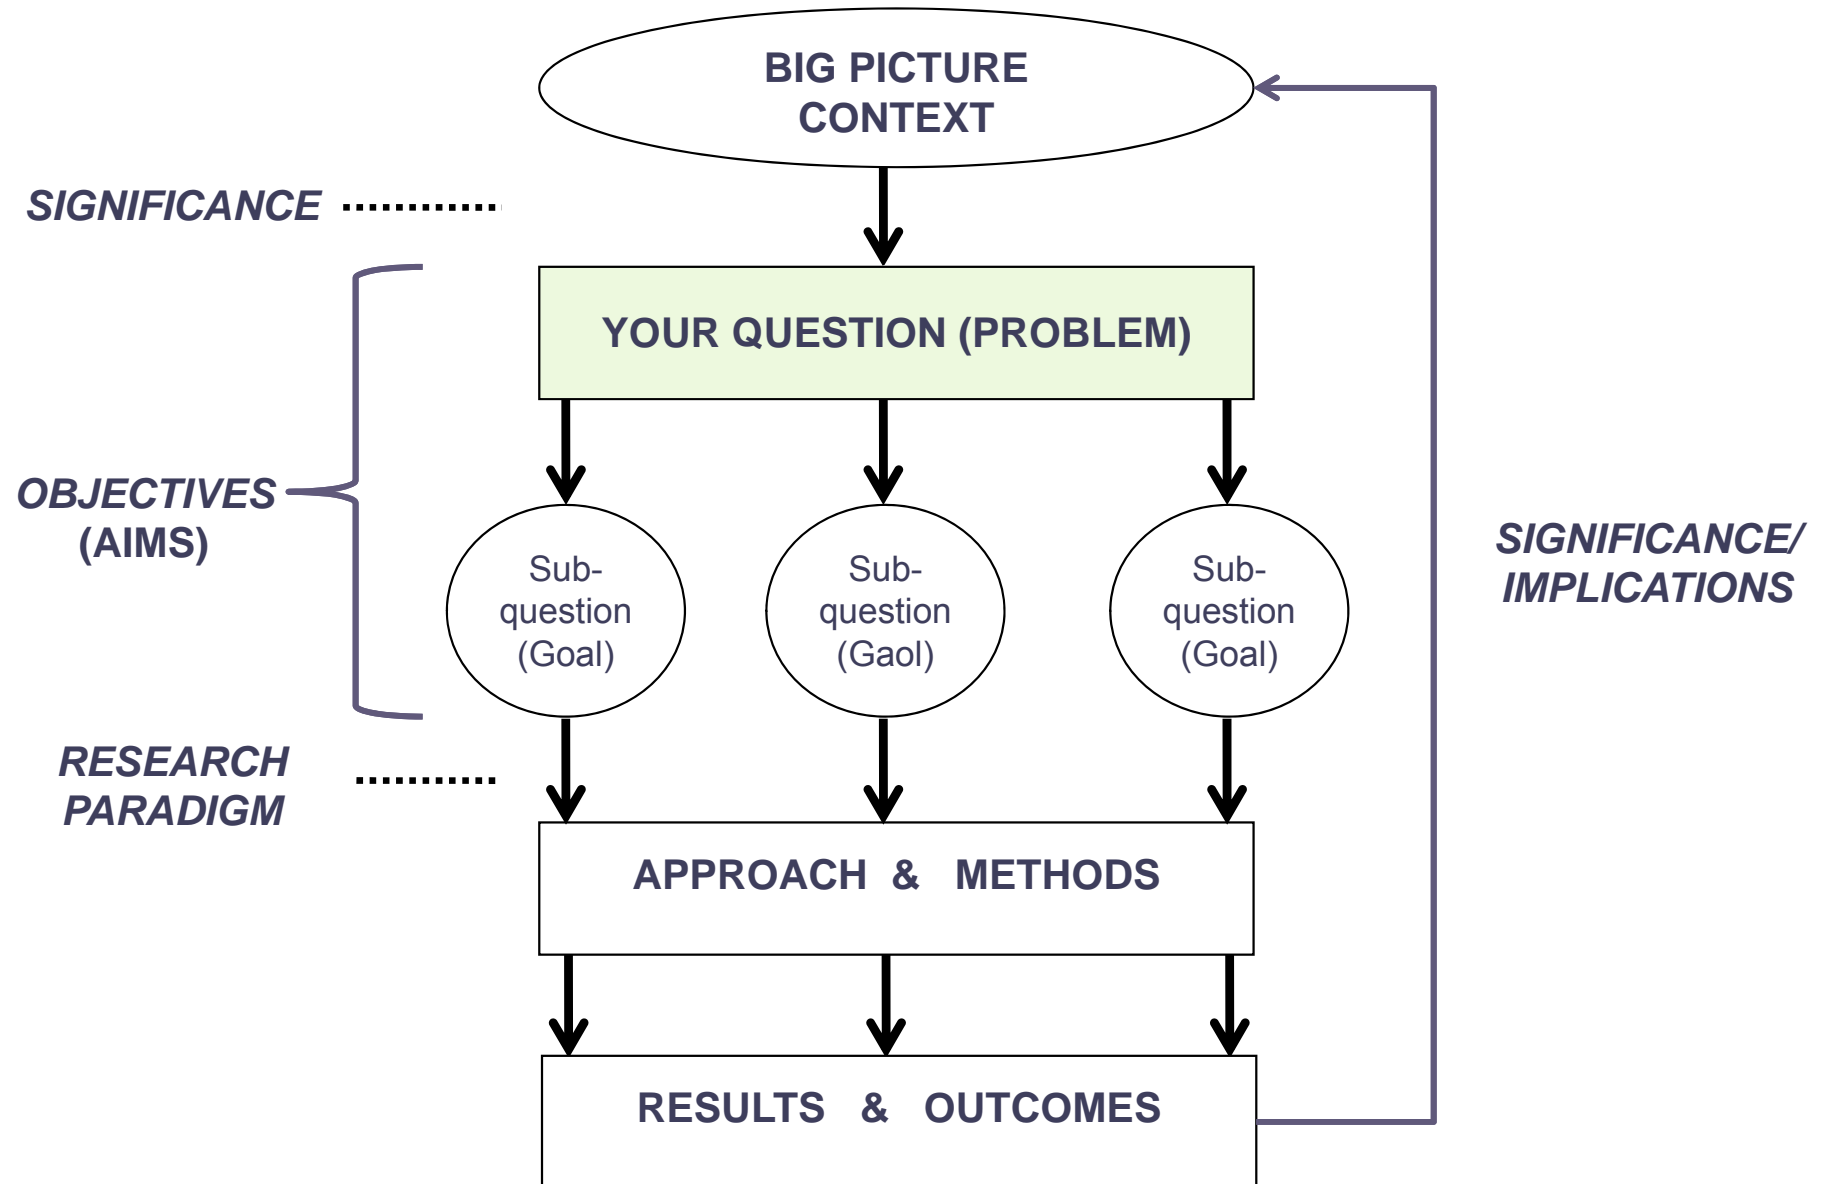 BIG PICTURE
CONTEXT
SIGNIFICANCE
YOUR QUESTION (PROBLEM)
OBJECTIVES
(AIMS)
Sub-
question
(Goal)
Sub-
question
(Gaol)
Sub-
question
(Goal)
SIGNIFICANCE/
IMPLICATIONS
RESEARCH
PARADIGM
APPROACH & METHODS
RESULTS & OUTCOMES